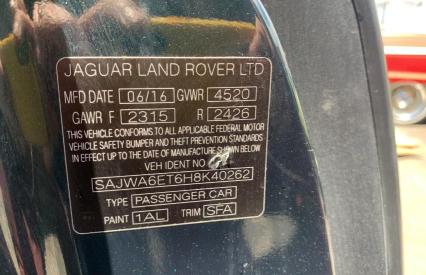 JAGUAR LAND ROVER LTD
MFD DATE 06/16 GVWR 4520
GAWR F 2315 R 2426
THIS VEHICLE CONFORMS TO ALL APPLICABLE FEDERAL MOTOR
VEHICLE SAFETY BUMPER AND THEFT PREVENTION STANDARDS
IN EFFECT UP TO THE DATE OF MANUFACTURE SHOWN ABOVE
VEH IDENT NO
SAJWA6ET6H8K40262
TYPE PASSENGER CAR
PAINT 1AL TRIM SFA